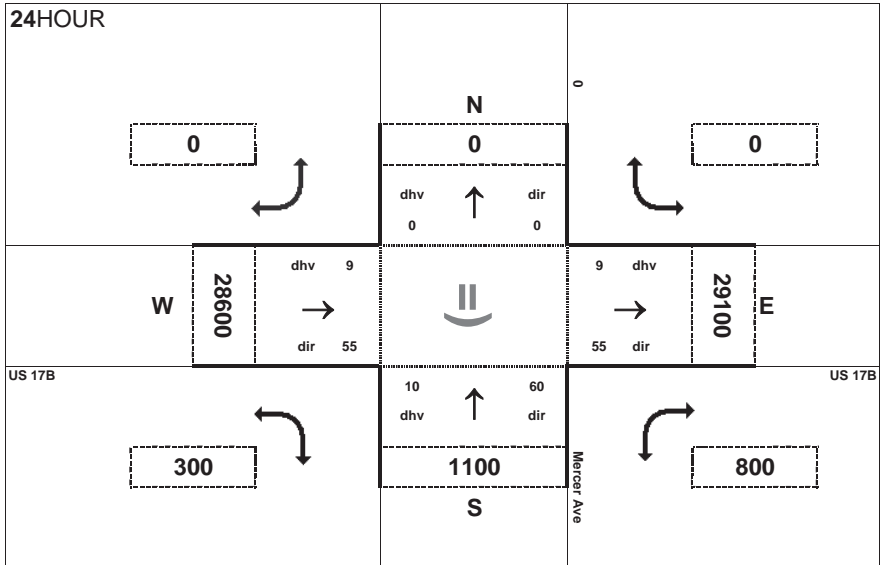 24HOUR
0
N
0
0
0
dhv
dir
0
0
W
28600
dhv 9
dir 55
9 dhv
55 dir
29100
E
US 17B
US 17B
10
60
dhv
dir
300
1100
800
S
Mercer Ave